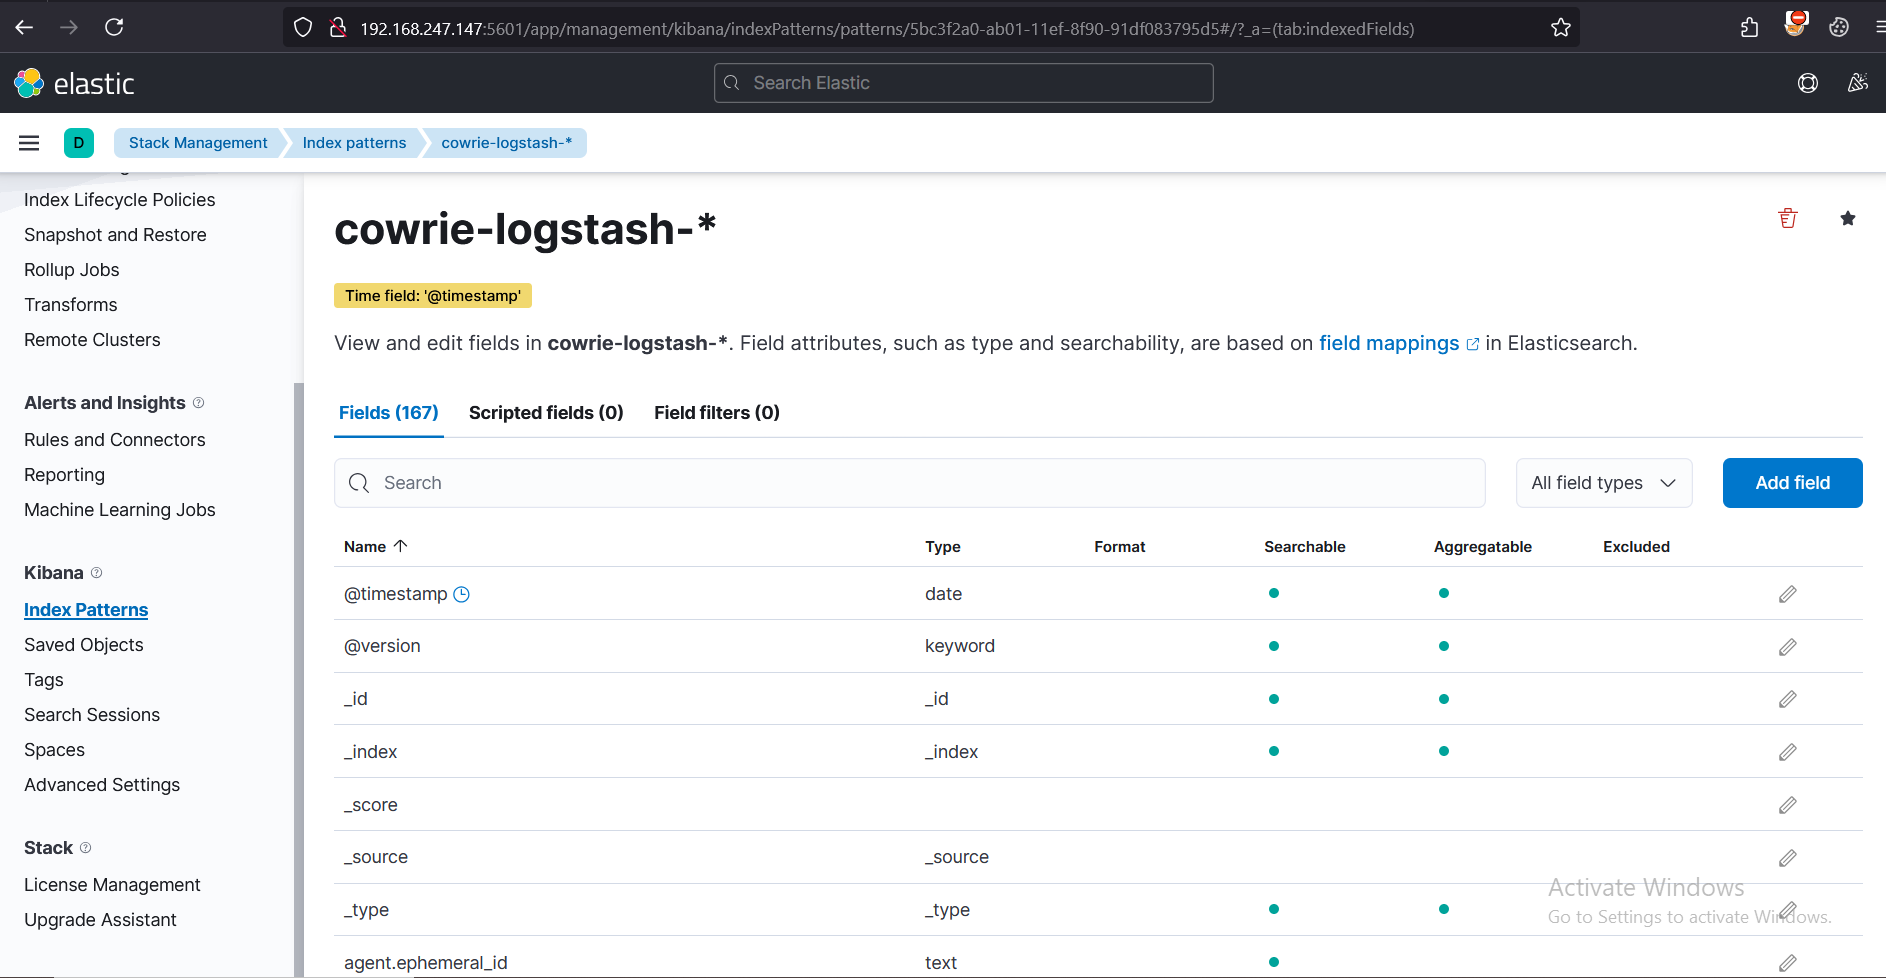 192.168.247.147:5601/app/management/kibana/indexPatterns/patterns/5bc3f2a0-ab01-11ef-8f90-91df083795d5#/?_a=(tab:indexedFields)
elastic
Search Elastic
D
Stack Management
Index patterns
cowrie-logstash-*
Index Lifecycle Policies
Snapshot and Restore
Rollup Jobs
Transforms
Remote Clusters
Alerts and Insights
Rules and Connectors
Reporting
Machine Learning Jobs
Kibana
Index Patterns
Saved Objects
Tags
Search Sessions
Spaces
Advanced Settings
Stack
License Management
Upgrade Assistant
cowrie-logstash-*
Time field: '@timestamp'
View and edit fields in cowrie-logstash-*. Field attributes, such as type and searchability, are based on field mappings in Elasticsearch.
Fields (167) Scripted fields (0) Field filters (0)
Search
All field types
Add field
Name Type Format Searchable Aggregatable Excluded
@timestamp date
@version keyword
_id _id
_index _index
_score
_source _source
_type _type
agent.ephemeral_id text
Activate Windows
Go to Settings to activate Windows.